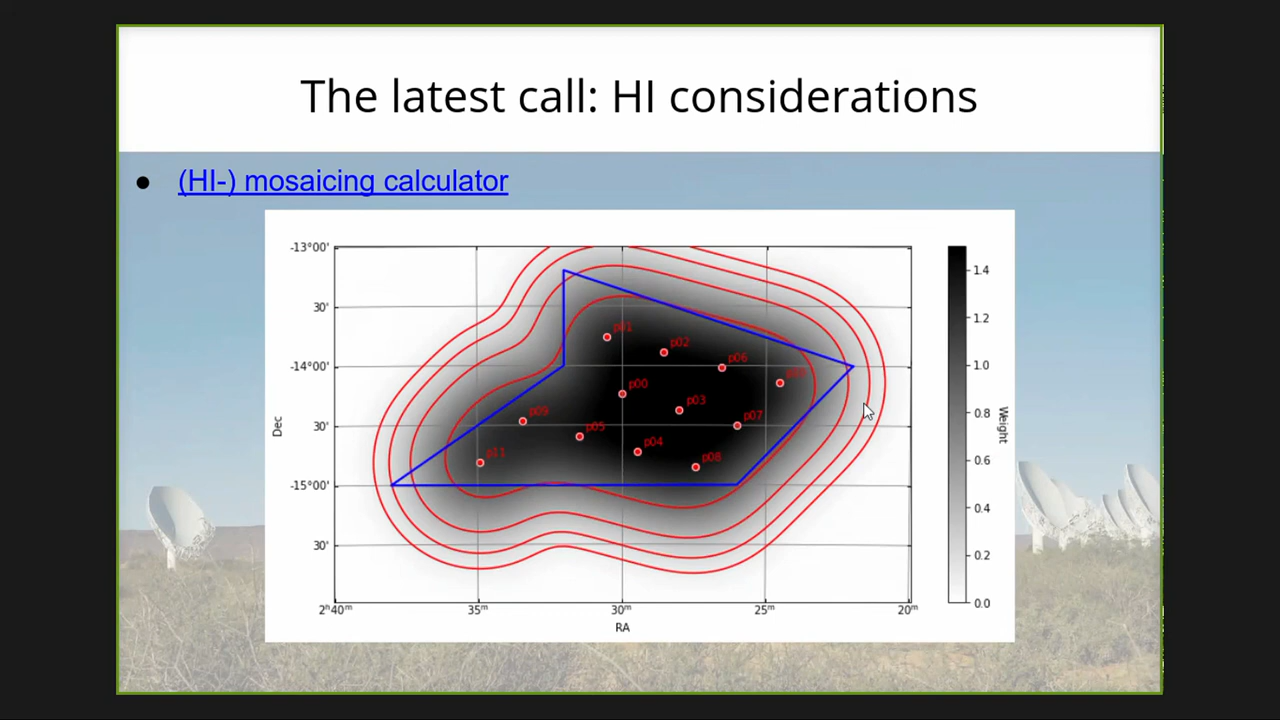 The latest call: HI considerations
● (HI-) mosaicing calculator
-13°00'
30'
-14°00'
30'
-15°00'
30'
Dec
2ʰ40ᵐ
35ᵐ
30ᵐ
25ᵐ
20ᵐ
RA
p01
p02
p06
p00
p03
p09
p07
p05
p04
p11
p08
1.4
1.2
1.0
0.8
0.6
0.4
0.2
0.0
Weight